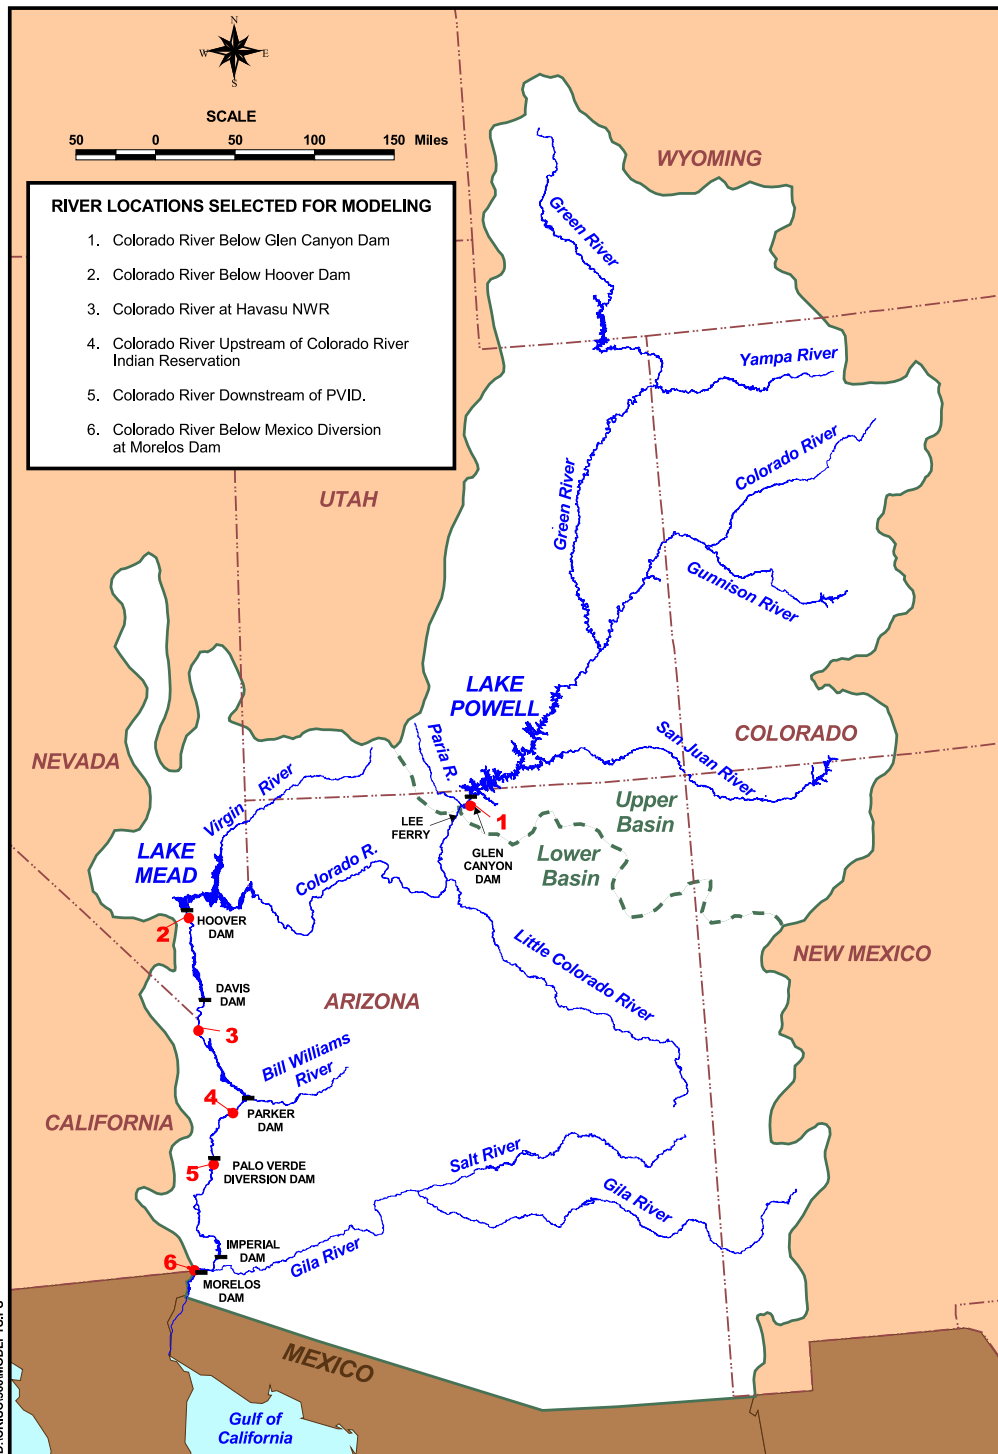 N
W
E
S
SCALE
50 0 50 100 150 Miles
RIVER LOCATIONS SELECTED FOR MODELING
1. Colorado River Below Glen Canyon Dam
2. Colorado River Below Hoover Dam
3. Colorado River at Havasu NWR
4. Colorado River Upstream of Colorado River
Indian Reservation
5. Colorado River Downstream of PVID.
6. Colorado River Below Mexico Diversion
at Morelos Dam
WYOMING
Green River
Yampa River
Colorado River
UTAH
Green River
Gunnison River
LAKE
POWELL
NEVADA
COLORADO
Paria R.
San Juan River
Virgin River
Upper
Basin
LEE
FERRY
1
GLEN
CANYON
DAM
Lower
Basin
LAKE
MEAD
Colorado R.
2
HOOVER
DAM
Little Colorado River
NEW MEXICO
DAVIS
DAM
ARIZONA
3
Bill Williams
River
4
PARKER
DAM
CALIFORNIA
5
PALO VERDE
DIVERSION DAM
Salt River
Gila River
IMPERIAL
DAM
Gila River
6
MORELOS
DAM
MEXICO
Gulf of
California